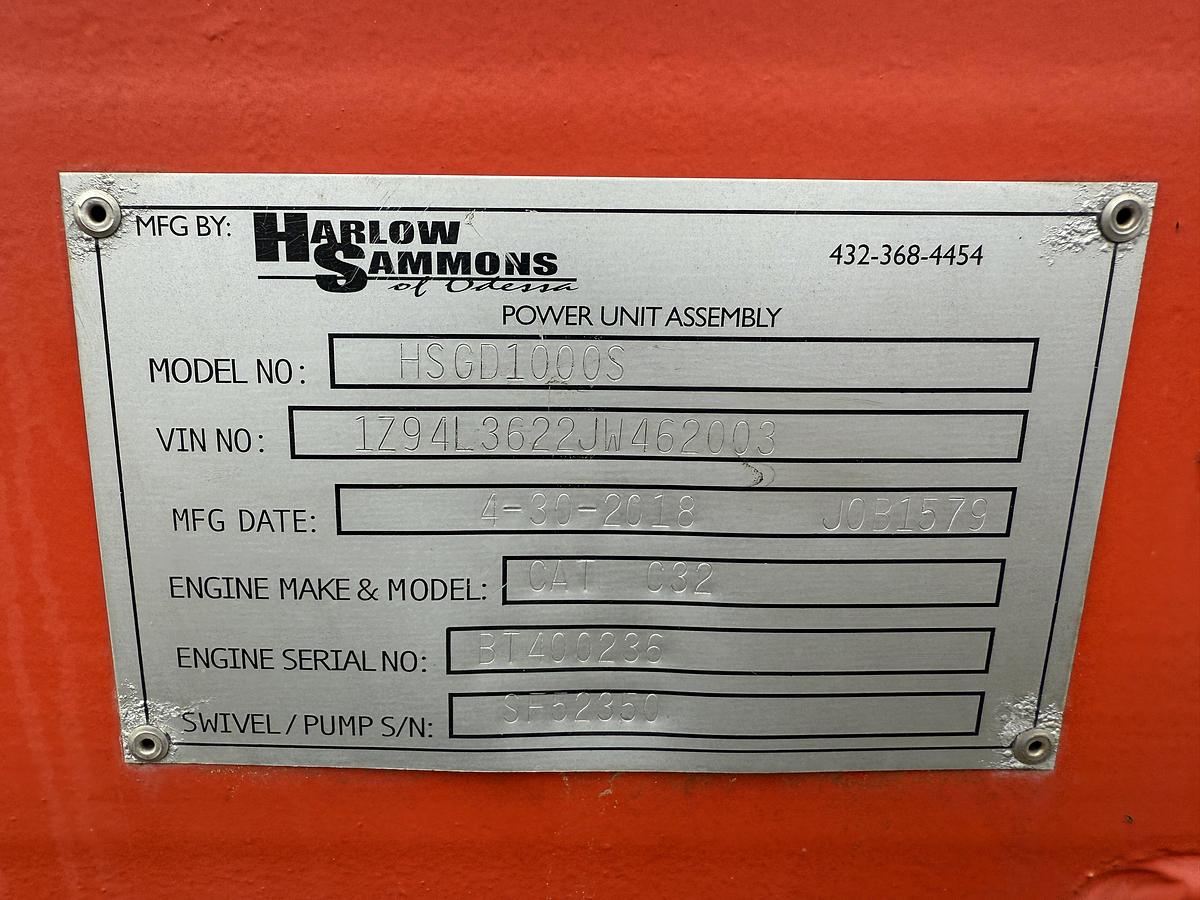 MFG BY: HARLOW SAMMONS of Odessa 432-368-4454
POWER UNIT ASSEMBLY
MODEL NO: HSGD1000S
VIN NO: 1Z94L3622JW462003
MFG DATE: 4-30-2018 JOB1579
ENGINE MAKE & MODEL: CAT C32
ENGINE SERIAL NO: BT400236
SWIVEL / PUMP S/N: SF52350